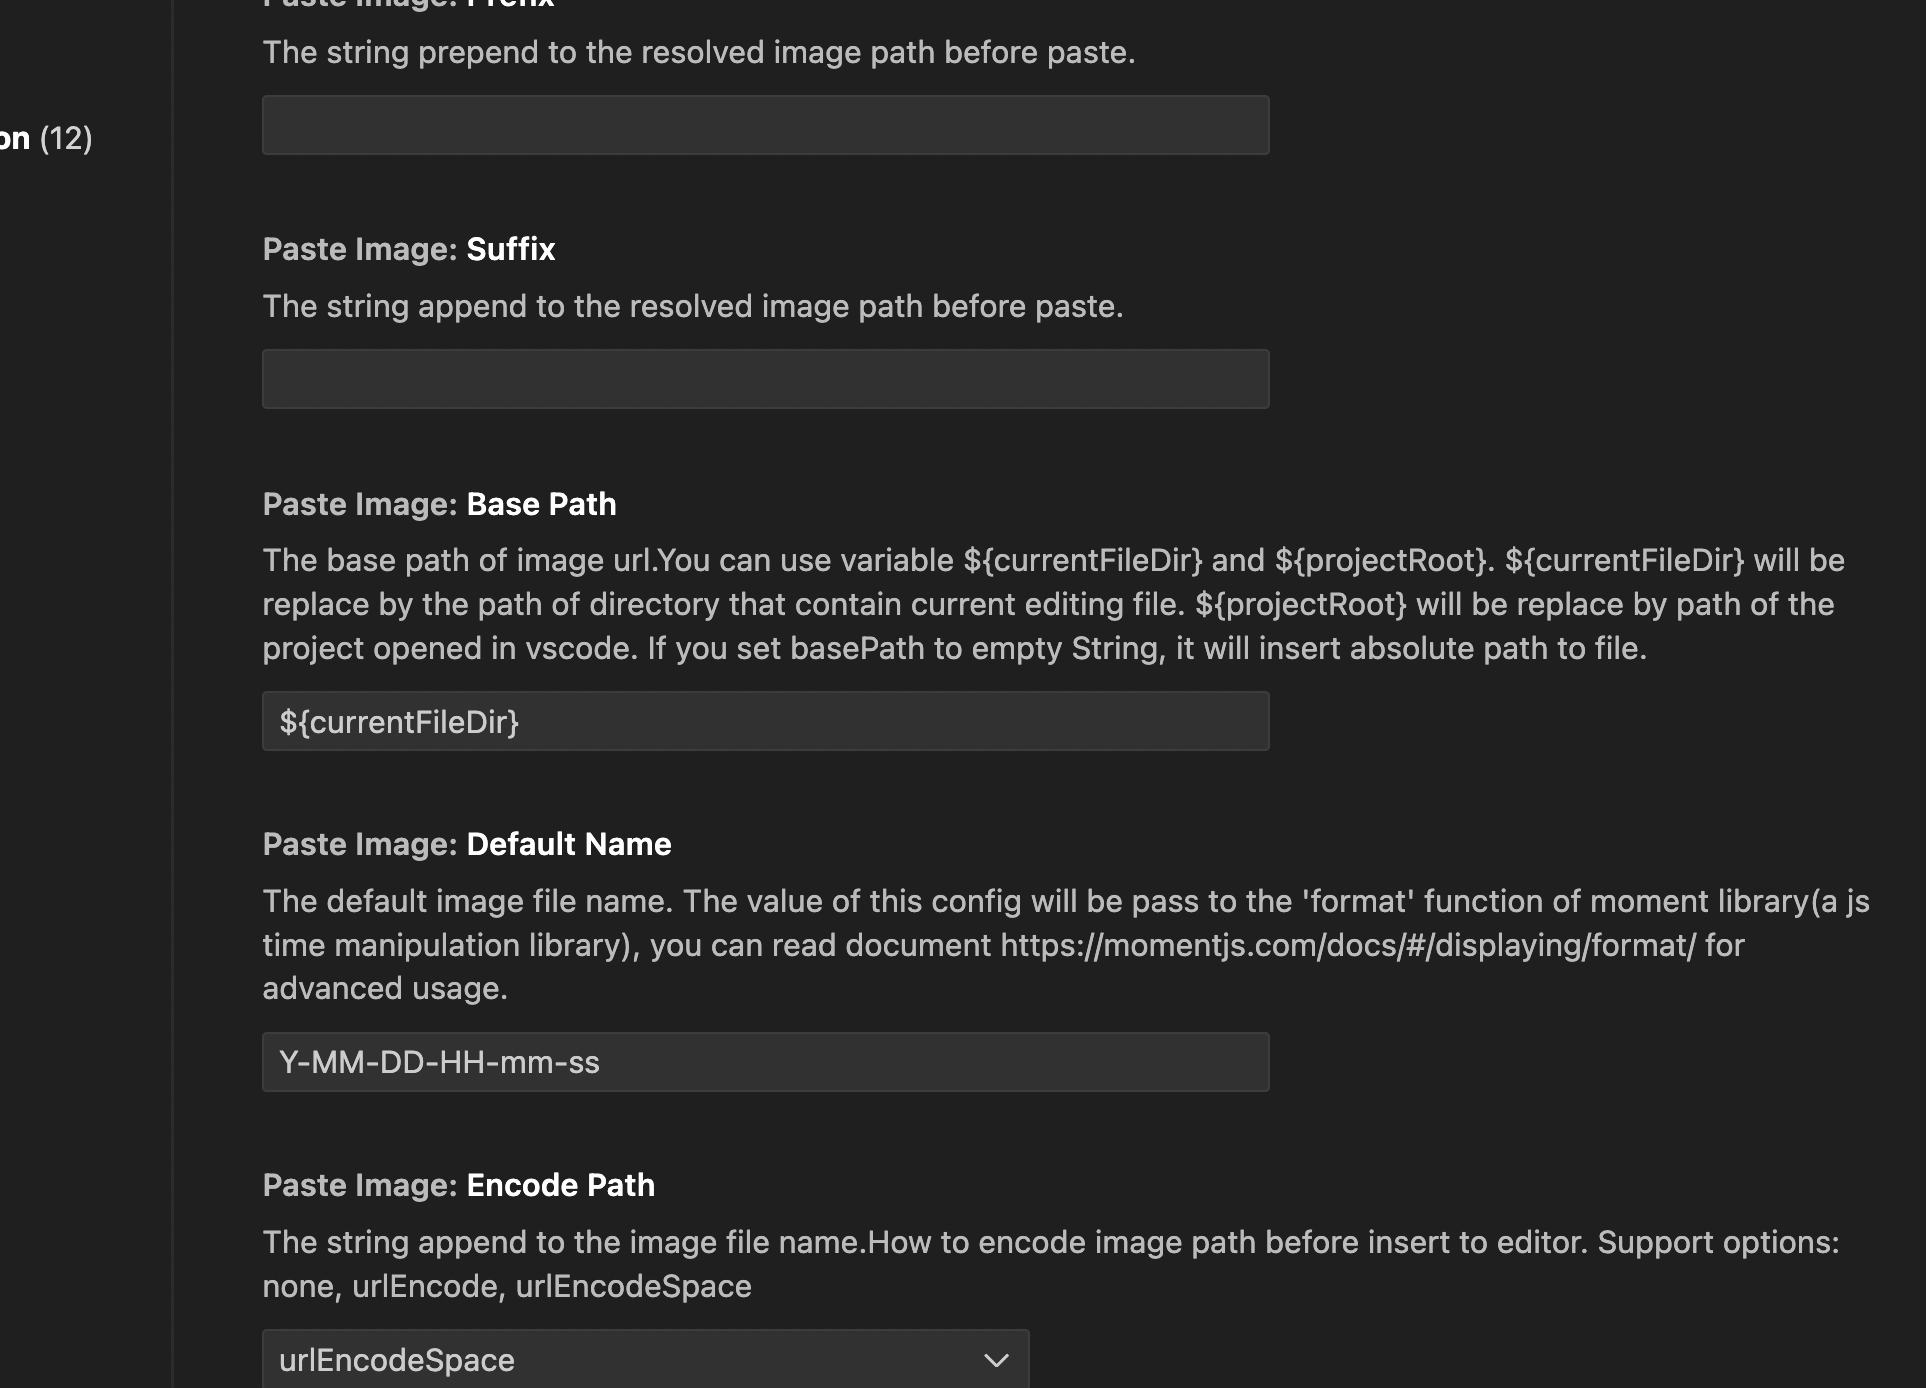 Paste Image: Prefix
The string prepend to the resolved image path before paste.
on (12)
Paste Image: Suffix
The string append to the resolved image path before paste.
Paste Image: Base Path
The base path of image url.You can use variable ${currentFileDir} and ${projectRoot}. ${currentFileDir} will be
replace by the path of directory that contain current editing file. ${projectRoot} will be replace by path of the
project opened in vscode. If you set basePath to empty String, it will insert absolute path to file.
${currentFileDir}
Paste Image: Default Name
The default image file name. The value of this config will be pass to the 'format' function of moment library(a js
time manipulation library), you can read document https://momentjs.com/docs/#/displaying/format/ for
advanced usage.
Y-MM-DD-HH-mm-ss
Paste Image: Encode Path
The string append to the image file name.How to encode image path before insert to editor. Support options:
none, urlEncode, urlEncodeSpace
urlEncodeSpace